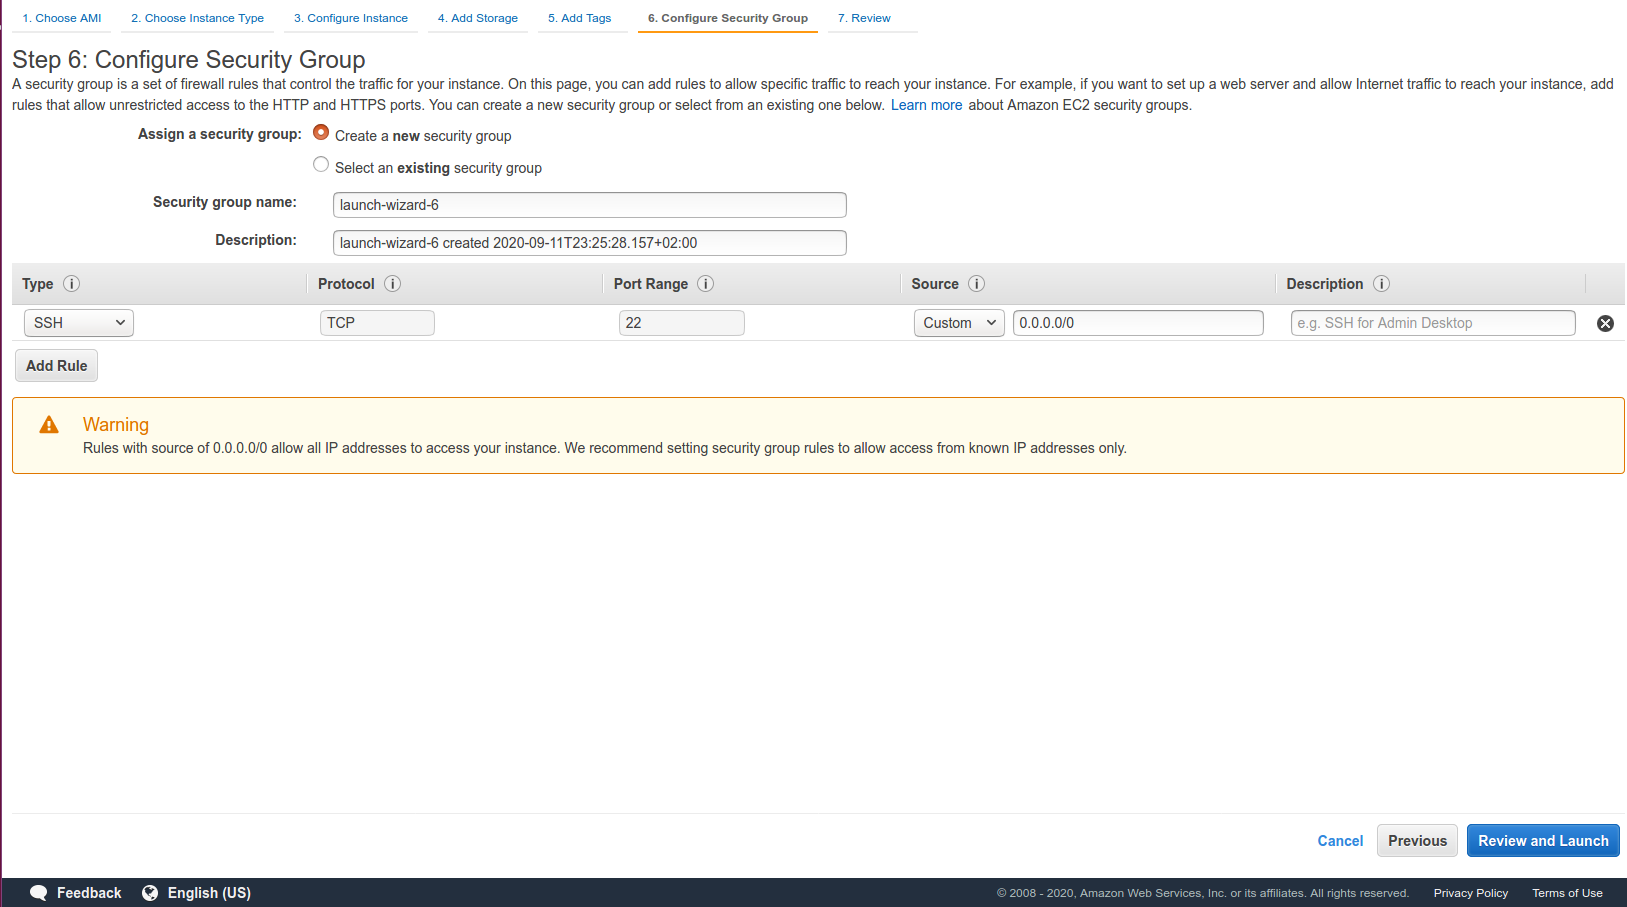 1. Choose AMI 2. Choose Instance Type 3. Configure Instance 4. Add Storage 5. Add Tags 6. Configure Security Group 7. Review
Step 6: Configure Security Group
A security group is a set of firewall rules that control the traffic for your instance. On this page, you can add rules to allow specific traffic to reach your instance. For example, if you want to set up a web server and allow Internet traffic to reach your instance, add
rules that allow unrestricted access to the HTTP and HTTPS ports. You can create a new security group or select from an existing one below. Learn more about Amazon EC2 security groups.
Assign a security group: Create a new security group
Select an existing security group
Security group name: launch-wizard-6
Description: launch-wizard-6 created 2020-09-11T23:25:28.157+02:00
Type i Protocol i Port Range i Source i Description i
SSH TCP 22 Custom 0.0.0.0/0 e.g. SSH for Admin Desktop
Add Rule
Warning
Rules with source of 0.0.0.0/0 allow all IP addresses to access your instance. We recommend setting security group rules to allow access from known IP addresses only.
Cancel Previous Review and Launch
Feedback English (US) © 2008 - 2020, Amazon Web Services, Inc. or its affiliates. All rights reserved. Privacy Policy Terms of Use